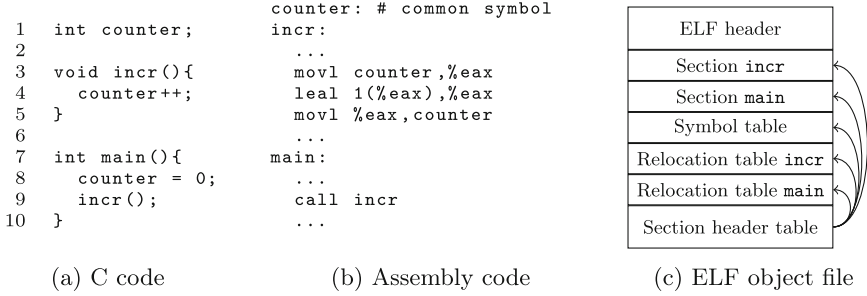 1 int counter;
2
3 void incr(){
4 counter++;
5 }
6
7 int main(){
8 counter = 0;
9 incr();
10 }
(a) C code
counter: # common symbol
incr:
...
movl counter,%eax
leal 1(%eax),%eax
movl %eax,counter
...
main:
...
call incr
...
(b) Assembly code
ELF header
Section incr
Section main
Symbol table
Relocation table incr
Relocation table main
Section header table
(c) ELF object file